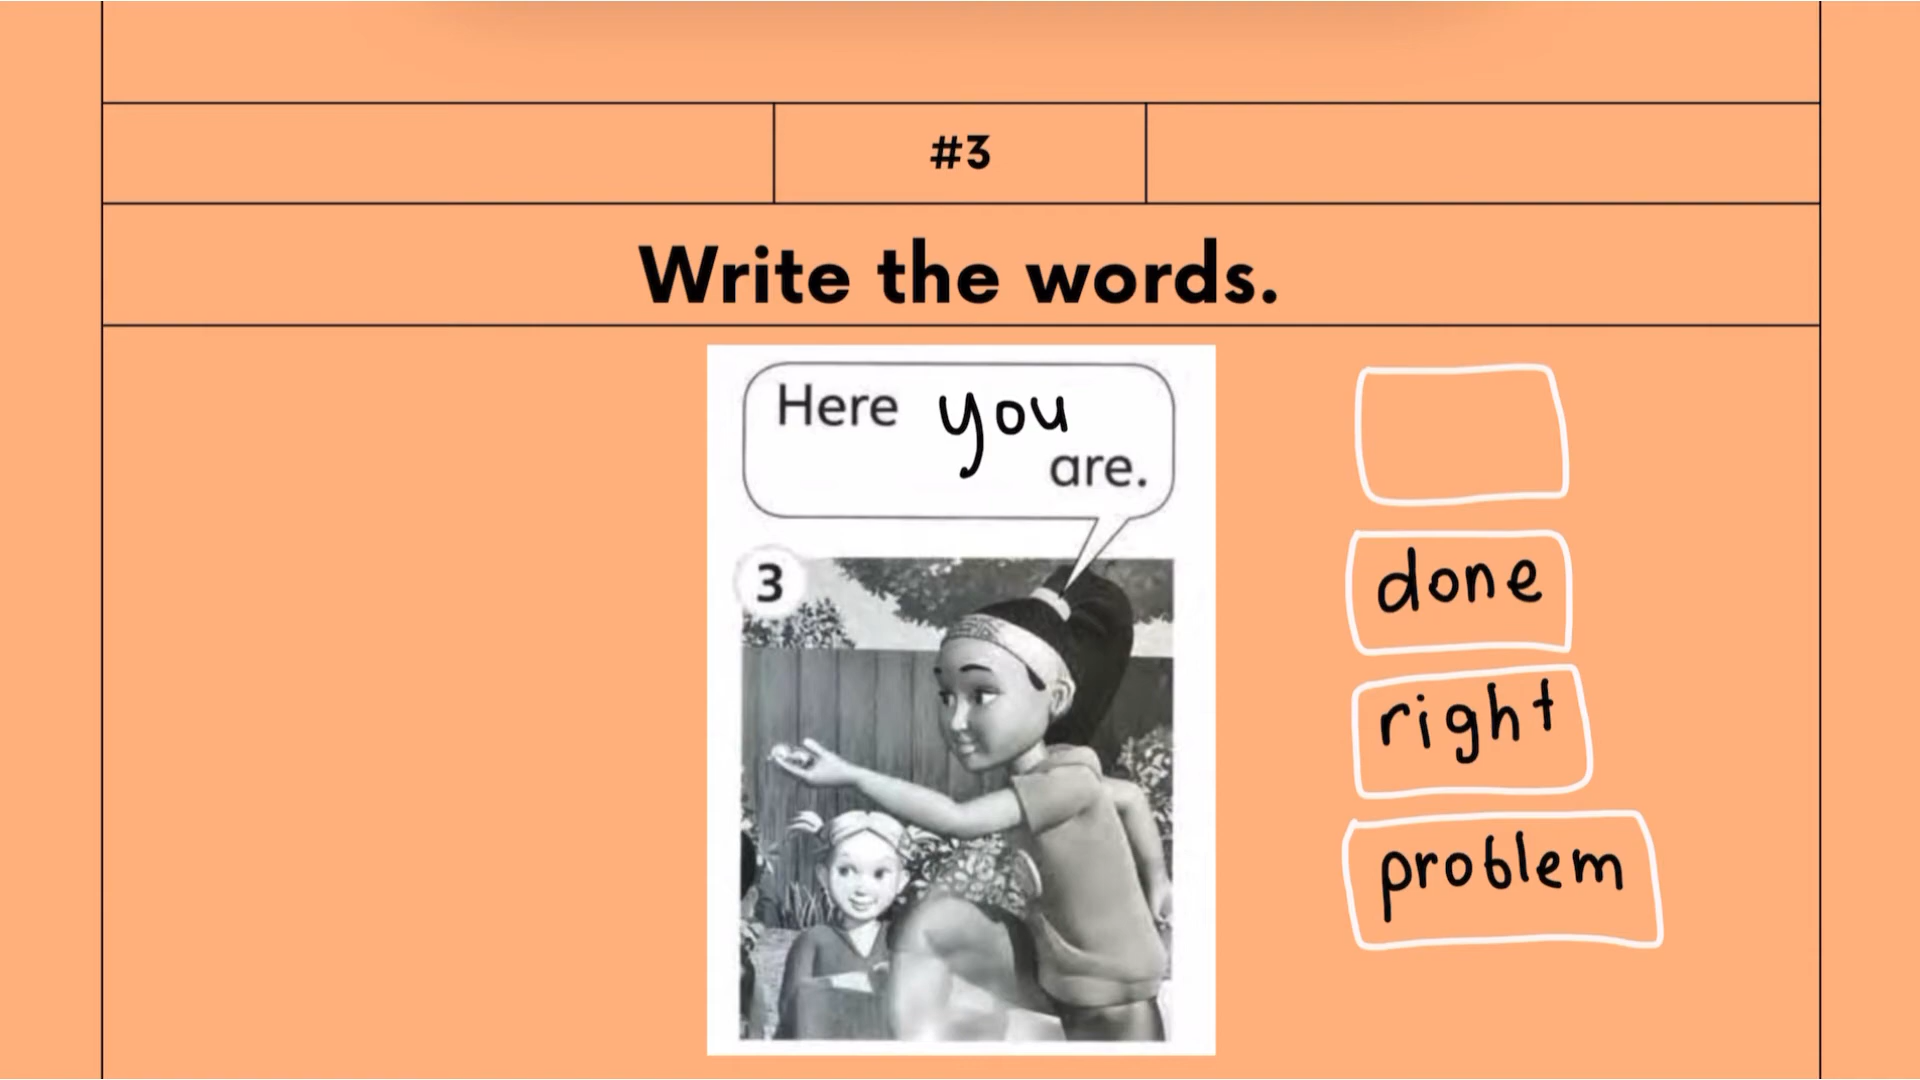 #3
Write the words.
Here you
are.
3
done
right
problem